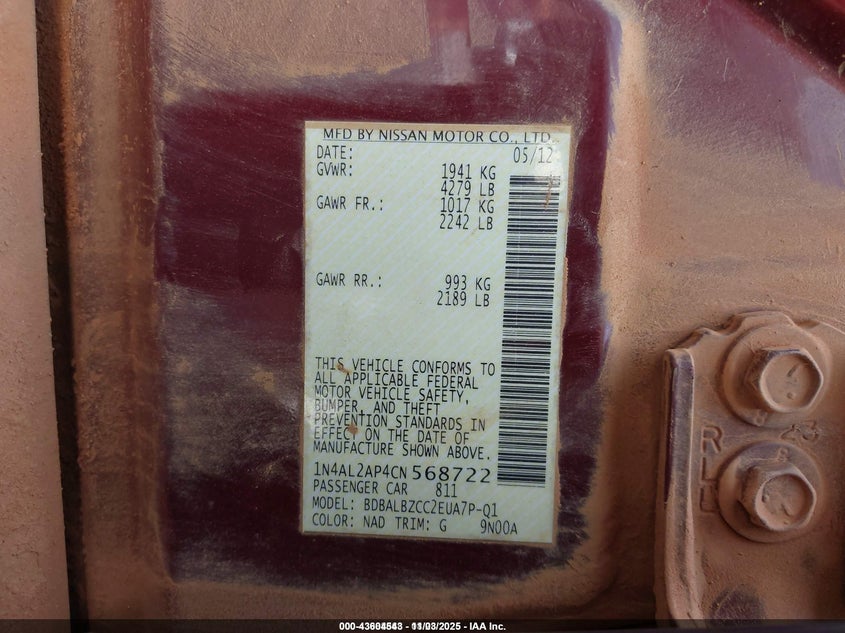 MFD BY NISSAN MOTOR CO., LTD.
DATE: 05/12
GVWR: 1941 KG
4279 LB
GAWR FR.: 1017 KG
2242 LB
GAWR RR.: 993 KG
2189 LB
THIS VEHICLE CONFORMS TO
ALL APPLICABLE FEDERAL
MOTOR VEHICLE SAFETY,
BUMPER, AND THEFT
PREVENTION STANDARDS IN
EFFECT ON THE DATE OF
MANUFACTURE SHOWN ABOVE.
1N4AL2AP4CN568722
PASSENGER CAR 811
MODEL: BDBALBZCC2EUA7P-Q1
COLOR: NAD TRIM: G 9N00A
- IAA Inc.